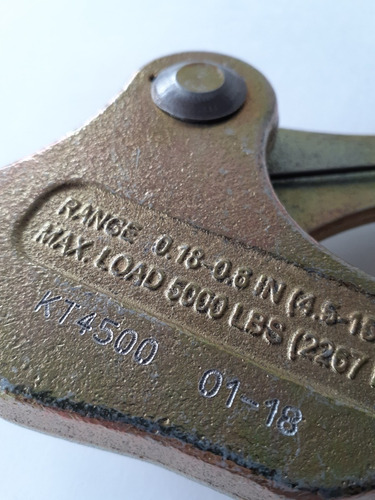 RANGE 0.18-0.6 IN (4.5-15
MAX. LOAD 5000 LBS (2267
KT4500 01-18